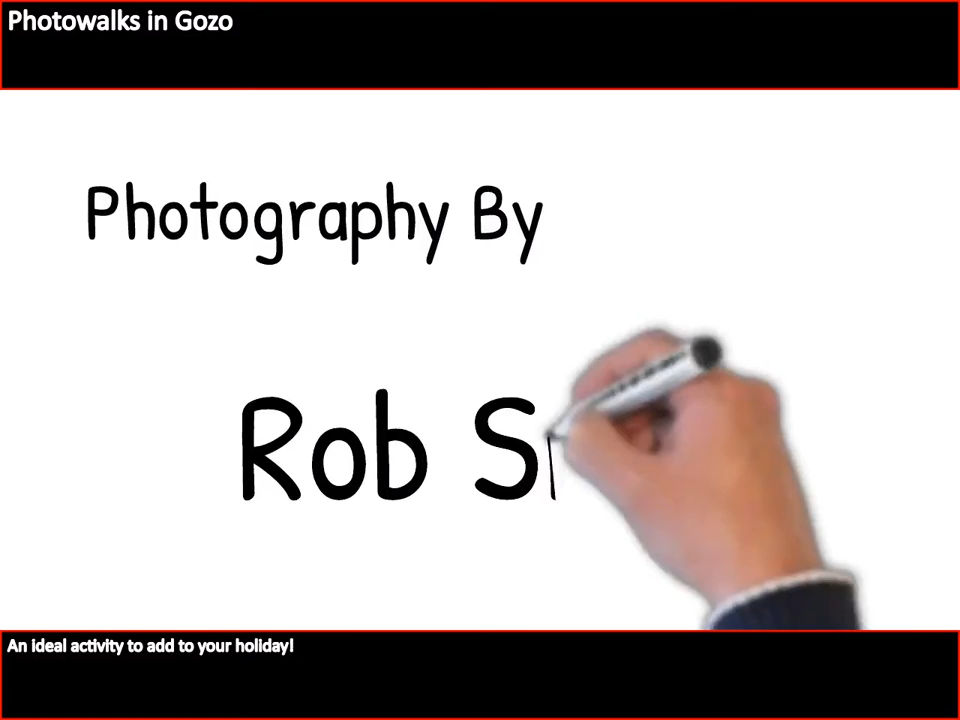 Photowalks in Gozo
Photography By
Rob S
An ideal activity to add to your holiday!